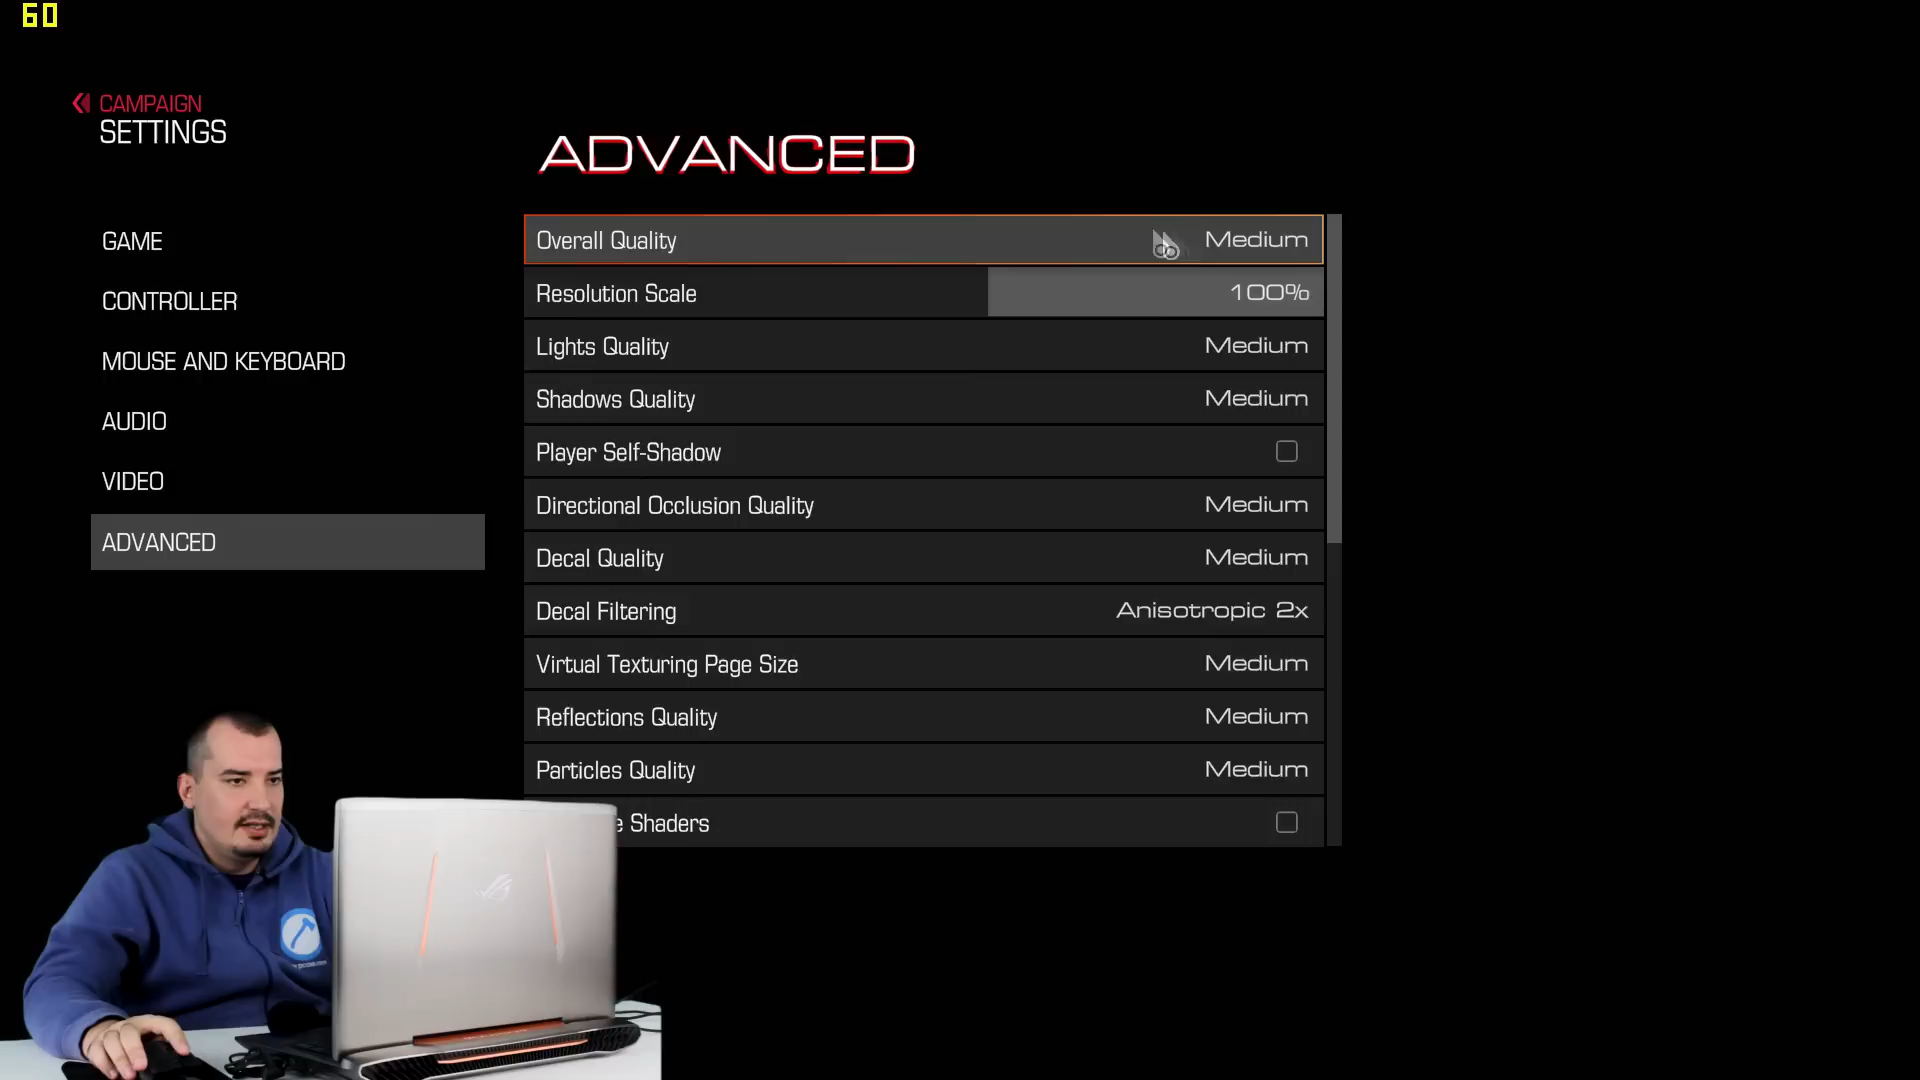 60
CAMPAIGN
SETTINGS
ADVANCED
GAME
CONTROLLER
MOUSE AND KEYBOARD
AUDIO
VIDEO
ADVANCED
Overall Quality Medium
Resolution Scale 100%
Lights Quality Medium
Shadows Quality Medium
Player Self-Shadow
Directional Occlusion Quality Medium
Decal Quality Medium
Decal Filtering Anisotropic 2x
Virtual Texturing Page Size Medium
Reflections Quality Medium
Particles Quality Medium
Shaders